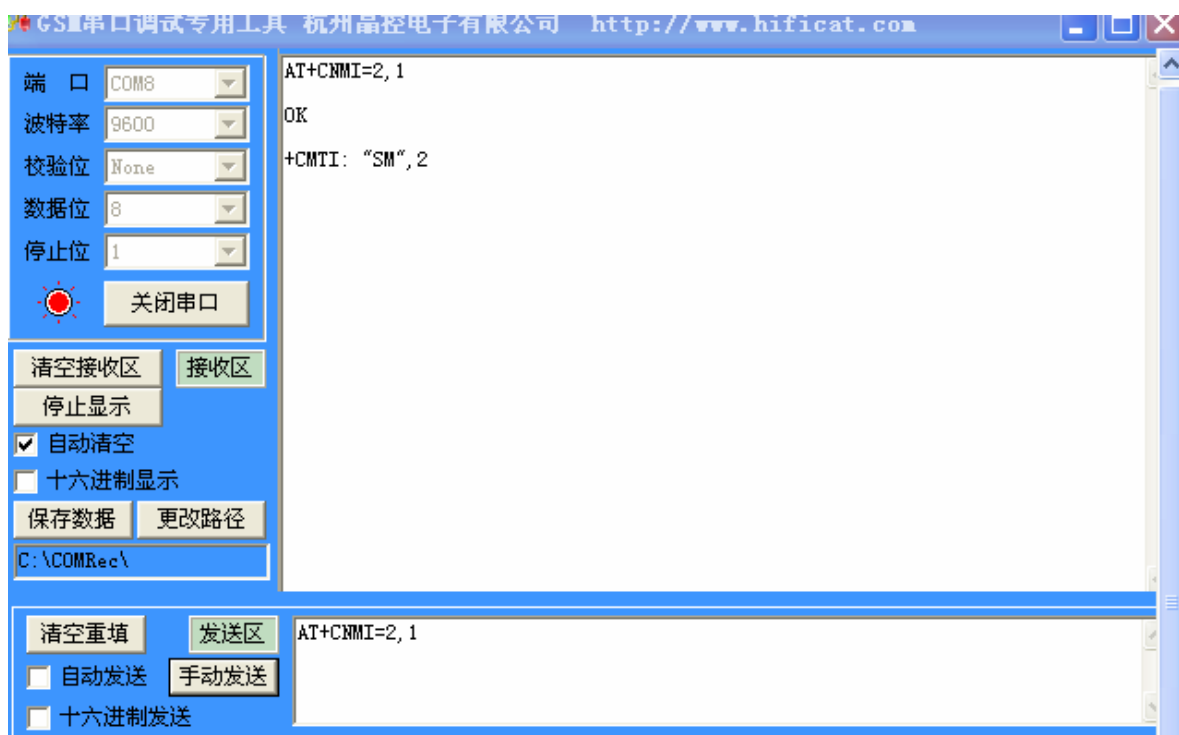 GSM串口调试专用工具 杭州晶控电子有限公司 http://www.hificat.com
端 口 COM8
波特率 9600
校验位 None
数据位 8
停止位 1
关闭串口
清空接收区 接收区
停止显示
自动清空
十六进制显示
保存数据 更改路径
C:\COMRec\
AT+CNMI=2,1
OK
+CMTI: "SM",2
清空重填 发送区
自动发送 手动发送
十六进制发送
AT+CNMI=2,1